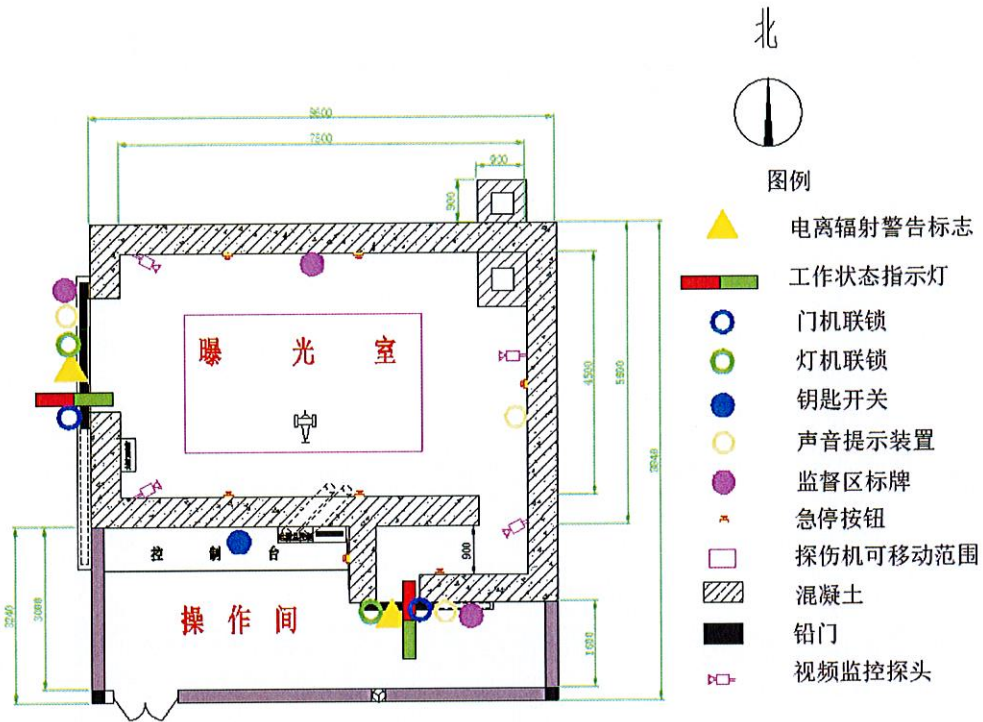 北
8600
7500
900
900
图例
电离辐射警告标志
工作状态指示灯
门机联锁
灯机联锁
钥匙开关
声音提示装置
监督区标牌
急停按钮
探伤机可移动范围
混凝土
铅门
视频监控探头
曝光室
4500
5600
900
控制台
操作间
3240
3000
1600